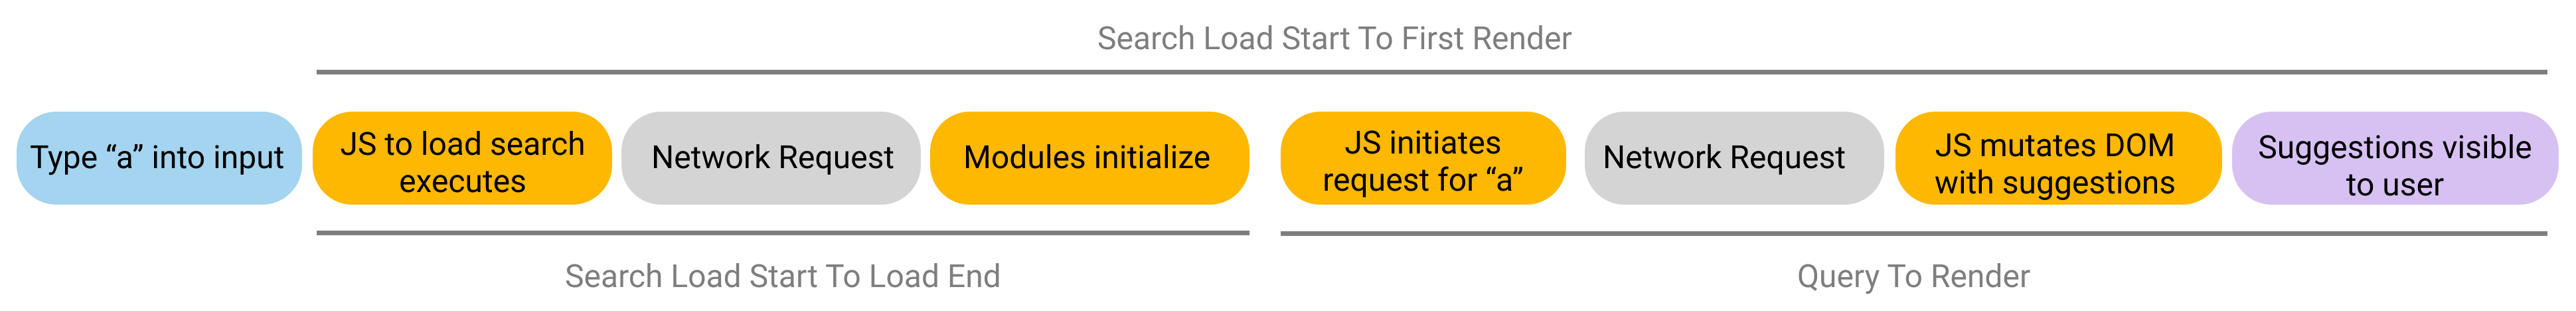 Search Load Start To First Render
Type “a” into input
JS to load search
executes
Network Request
Modules initialize
JS initiates
request for “a”
Network Request
JS mutates DOM
with suggestions
Suggestions visible
to user
Search Load Start To Load End
Query To Render